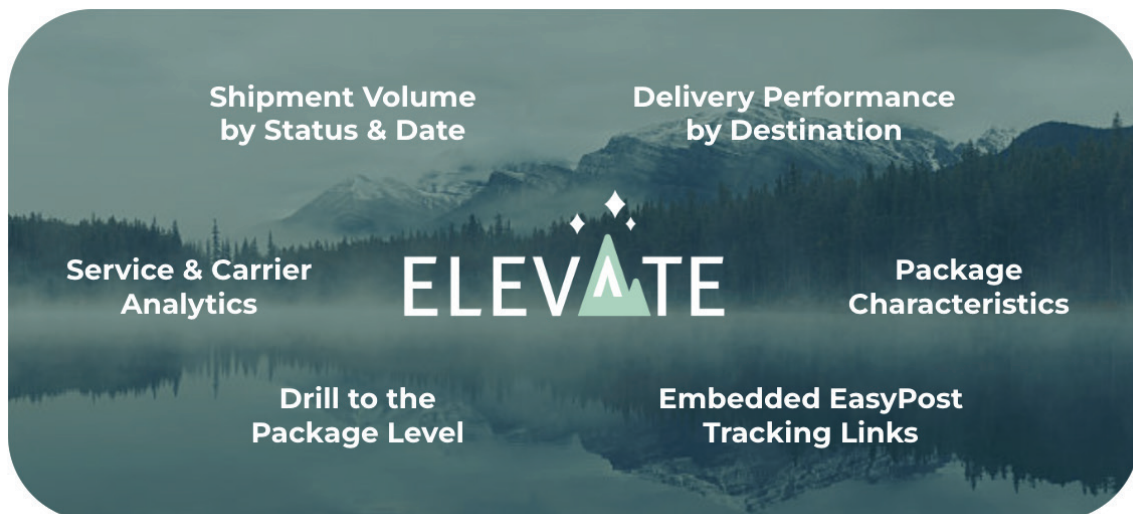 Shipment Volume
by Status & Date
Delivery Performance
by Destination
Service & Carrier
Analytics
ELEVATE
Package
Characteristics
Drill to the
Package Level
Embedded EasyPost
Tracking Links